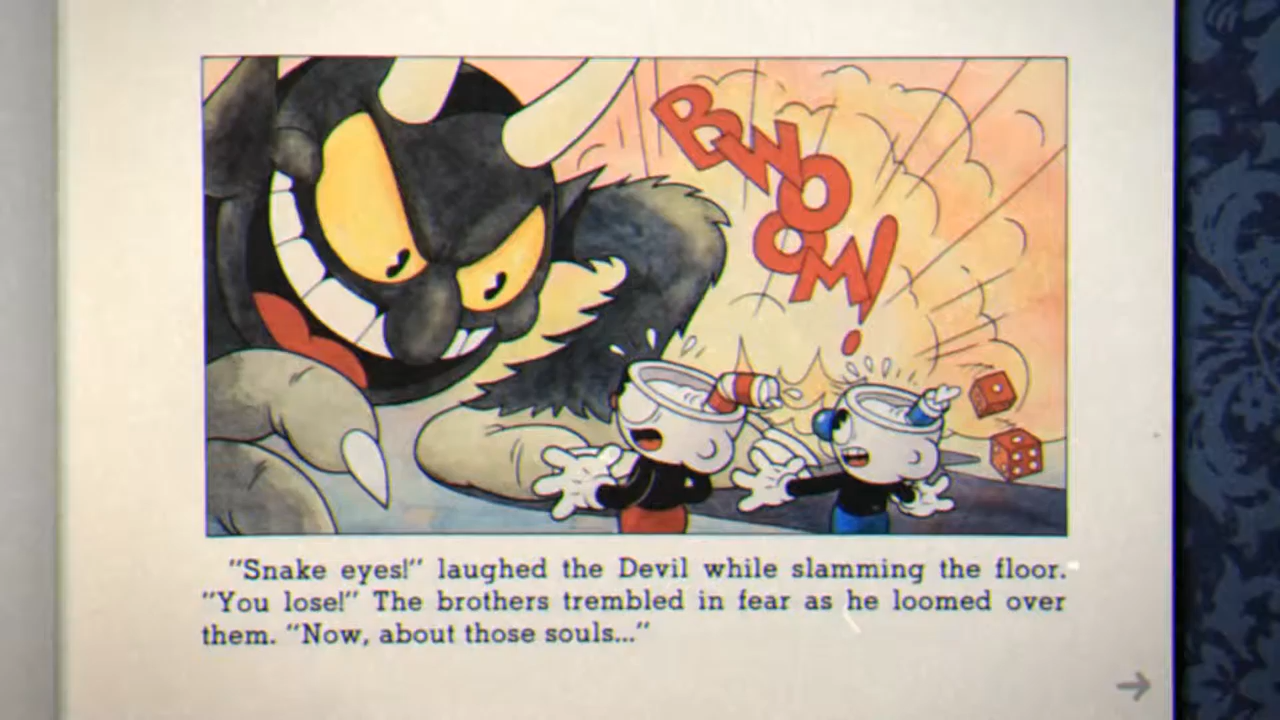 BWOOM!
"Snake eyes!" laughed the Devil while slamming the floor.
"You lose!" The brothers trembled in fear as he loomed over
them. "Now, about those souls..."